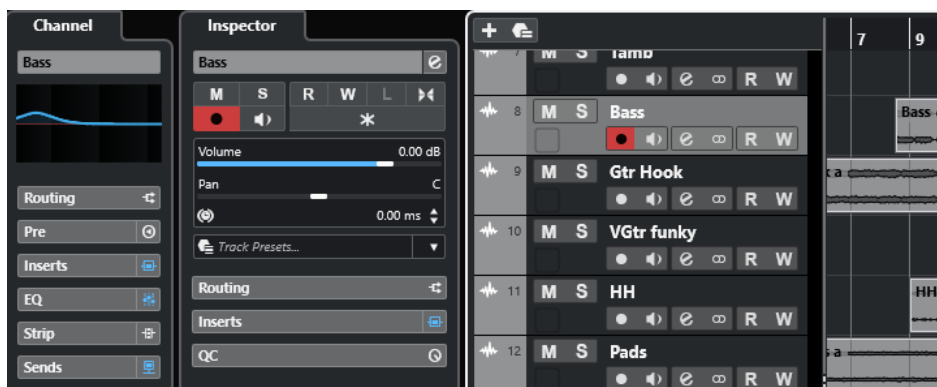 Channel
Bass
Routing
Pre
Inserts
EQ
Strip
Sends
Inspector
Bass
M S R W L
Volume 0.00 dB
Pan C
0.00 ms
Track Presets...
Routing
Inserts
QC
7 9
7 M S Tamb
R W
8 M S Bass
R W
9 M S Gtr Hook
R W
10 M S VGtr funky
R W
11 M S HH
R W
12 M S Pads
R W
Bass
a
HH
a